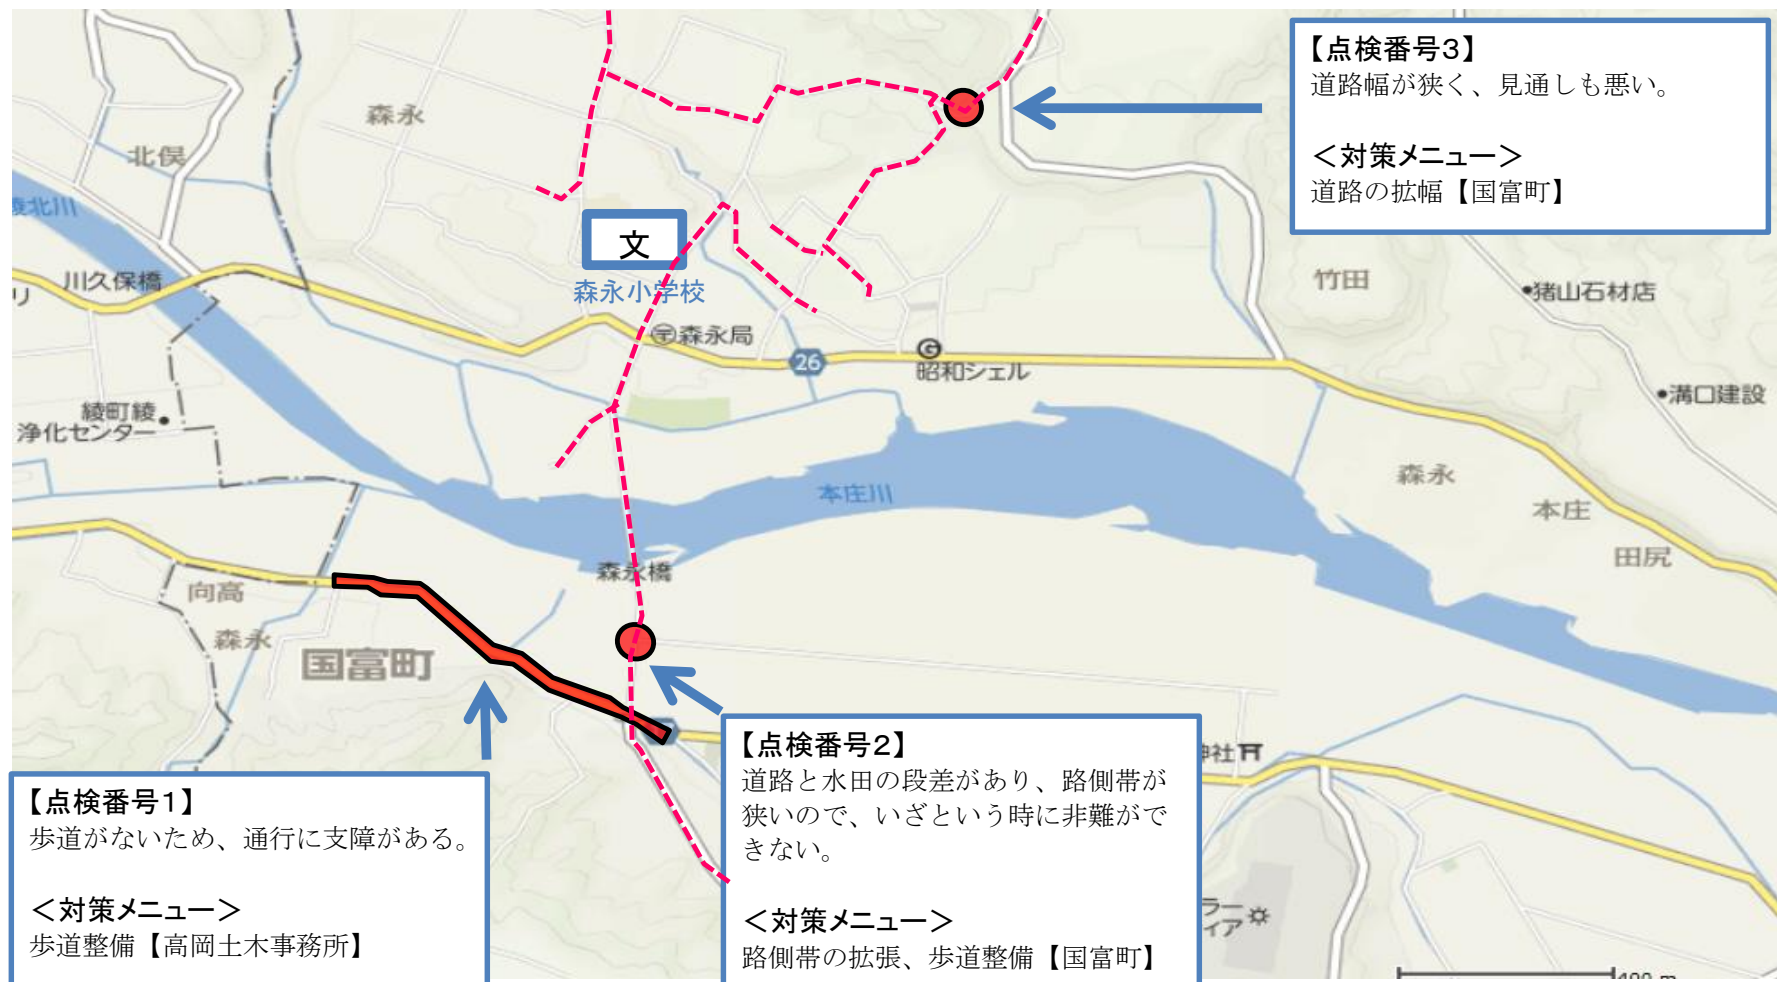 【点検番号3】
道路幅が狭く、見通しも悪い。
＜対策メニュー＞
道路の拡幅【国富町】
森永
北俣
綾北川
川久保橋
リ
文
森永小学校
〒森永局
26
G
昭和シェル
竹田
猪山石材店
溝口建設
綾町綾
浄化センター
本庄川
森永
本庄
田尻
森永橋
向高
森永
国富町
神社
【点検番号1】
歩道がないため、通行に支障がある。
＜対策メニュー＞
歩道整備【高岡土木事務所】
【点検番号2】
道路と水田の段差があり、路側帯が
狭いので、いざという時に非難がで
きない。
＜対策メニュー＞
路側帯の拡張、歩道整備【国富町】
ラー
ィア
400 m